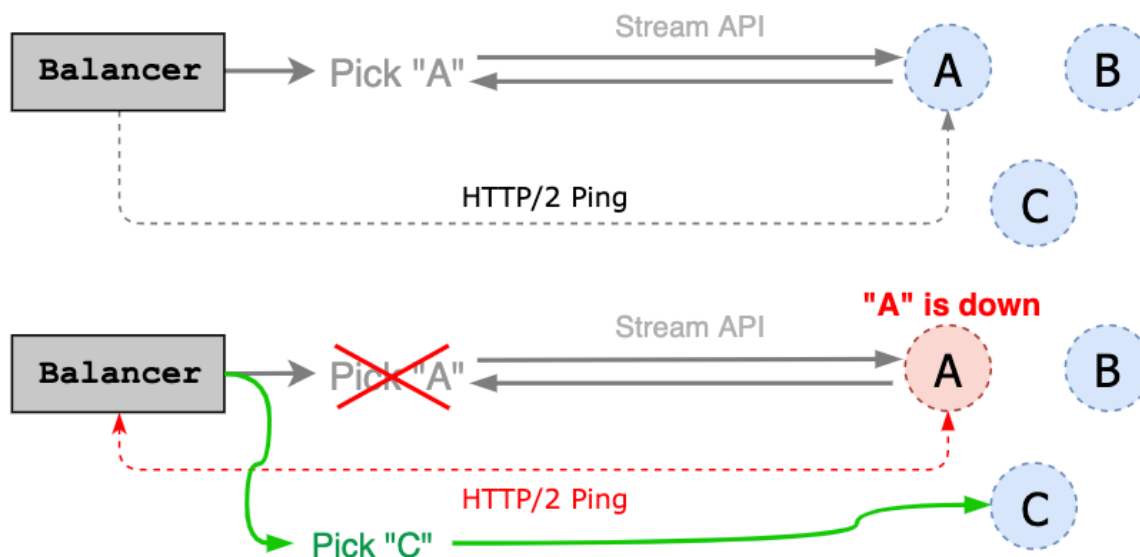 Stream API
Balancer
Pick "A"
A
B
HTTP/2 Ping
C
"A" is down
Stream API
Balancer
Pick "A"
A
B
HTTP/2 Ping
C
Pick "C"